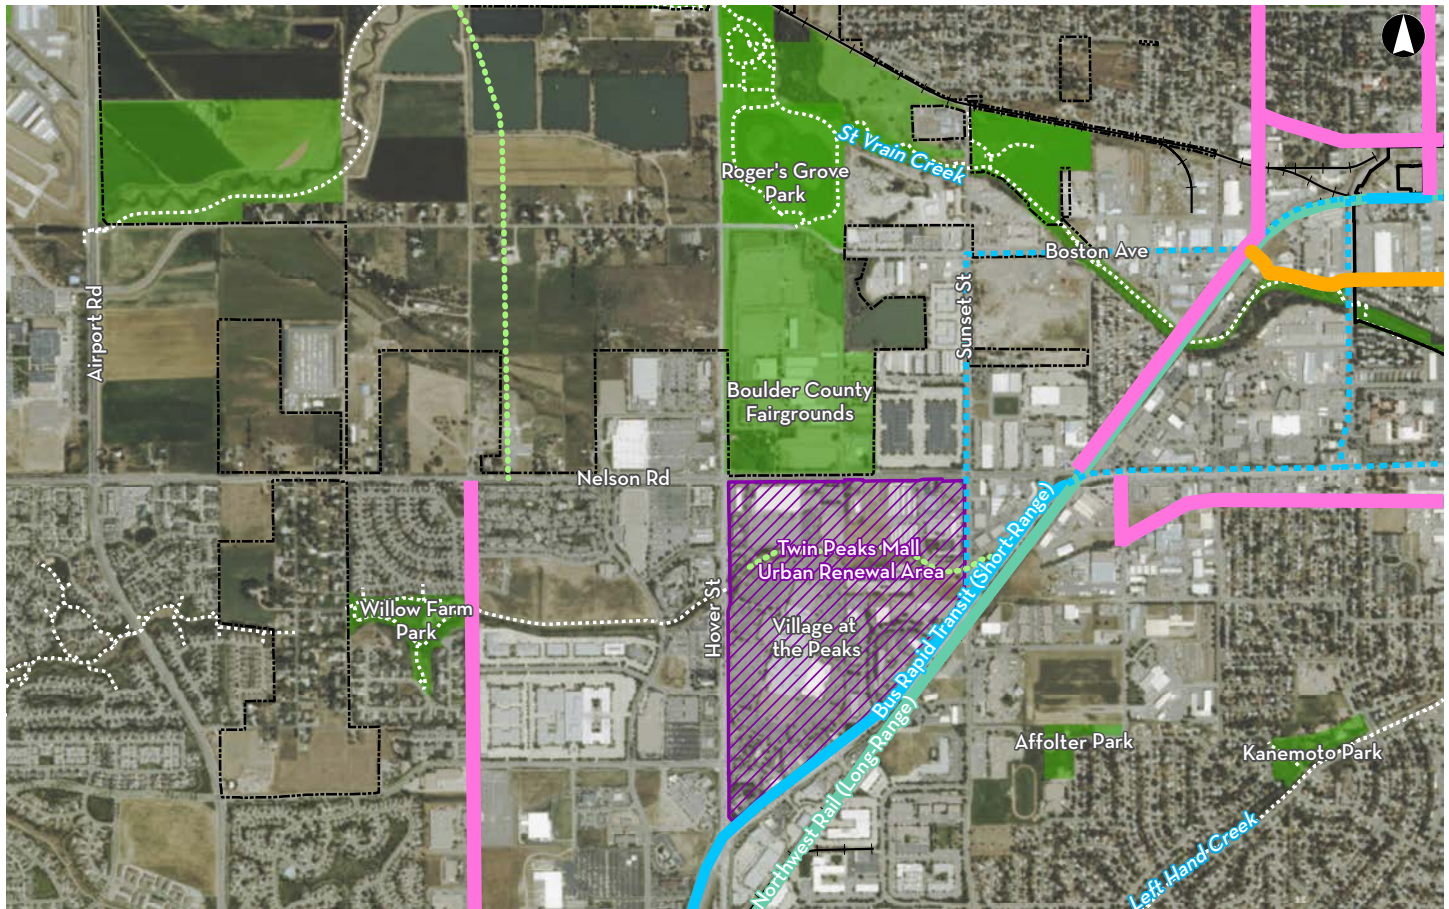 St Vrain Creek
Roger's Grove
Park
Boston Ave
Airport Rd
Sunset St
Boulder County
Fairgrounds
Nelson Rd
Twin Peaks Mall
Urban Renewal Area
Hover St
Willow Farm
Park
Village at
the Peaks
Bus Rapid Transit (Short-Range)
Northwest Rail (Long-Range)
Affolter Park
Kanemoto Park
Left Hand Creek